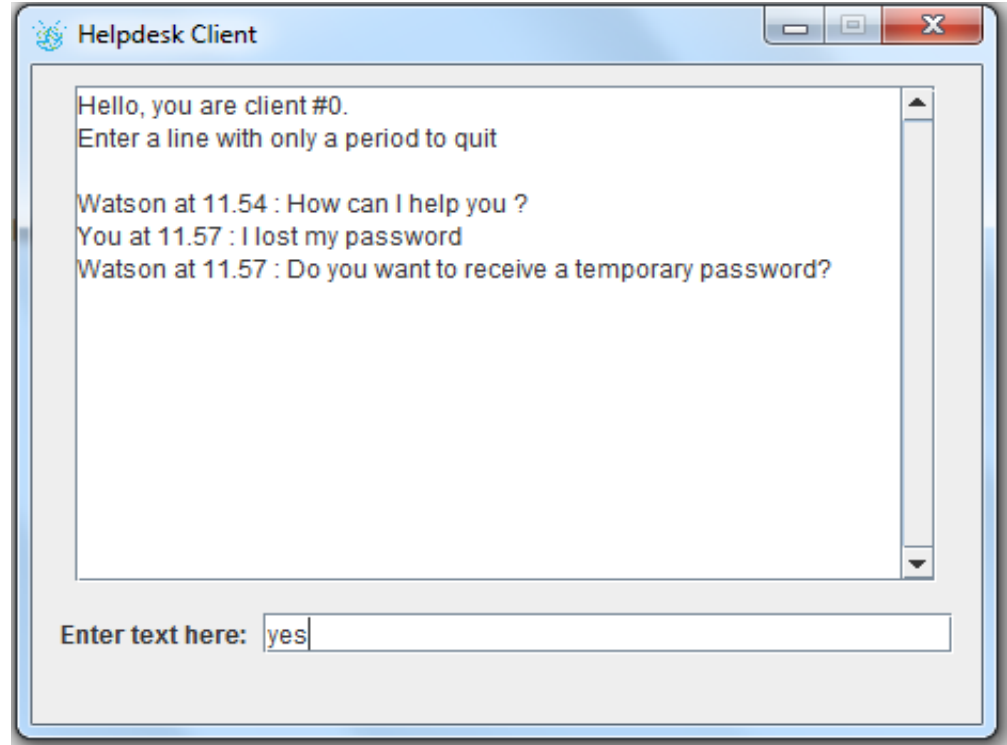 Helpdesk Client
Hello, you are client #0.
Enter a line with only a period to quit
Watson at 11.54 : How can I help you ?
You at 11.57 : I lost my password
Watson at 11.57 : Do you want to receive a temporary password?
Enter text here: yes